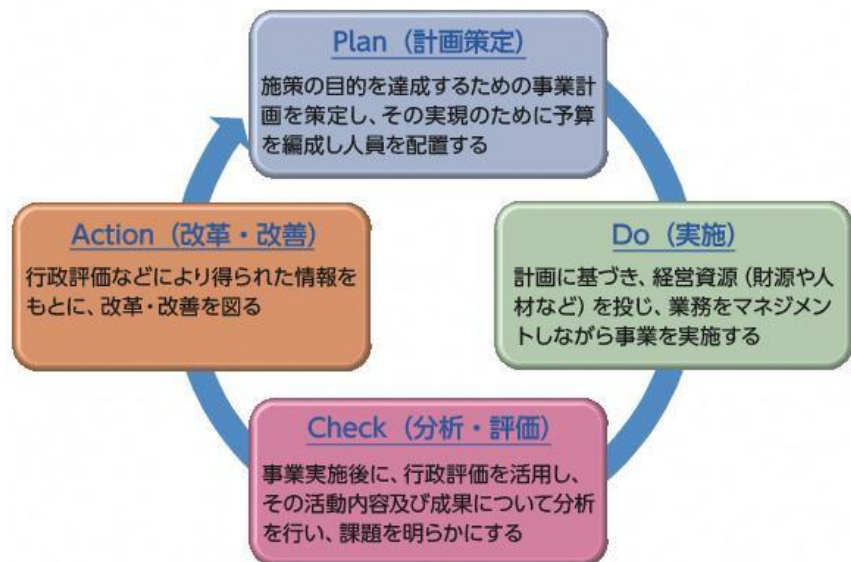 Plan（計画策定）
施策の目的を達成するための事業計
画を策定し、その実現のために予算
を編成し人員を配置する
Do（実施）
計画に基づき、経営資源（財源や人
材など）を投じ、業務をマネジメン
トしながら事業を実施する
Check（分析・評価）
事業実施後に、行政評価を活用し、
その活動内容及び成果について分析
を行い、課題を明らかにする
Action（改革・改善）
行政評価などにより得られた情報を
もとに、改革・改善を図る